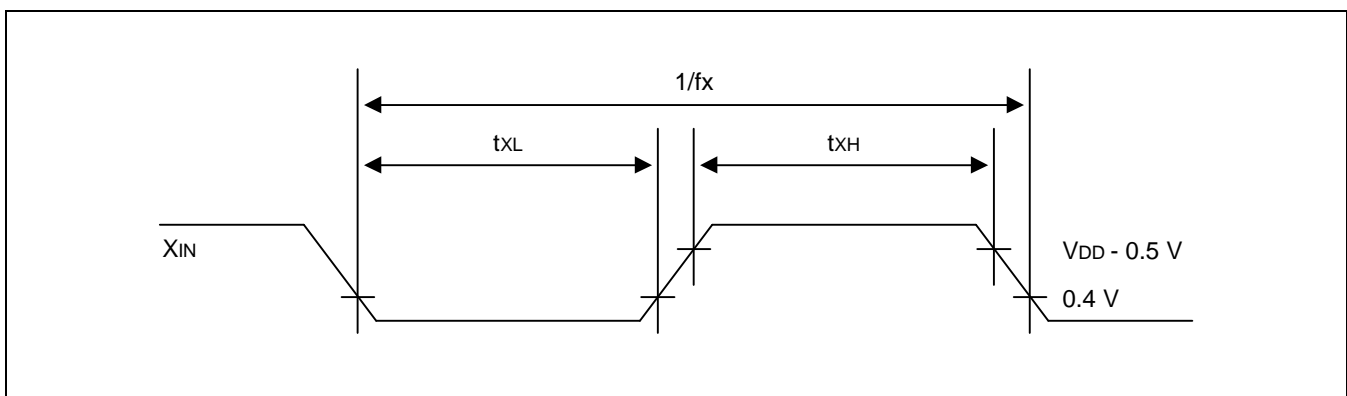 1/fx
tXL
tXH
XIN
VDD - 0.5 V
0.4 V